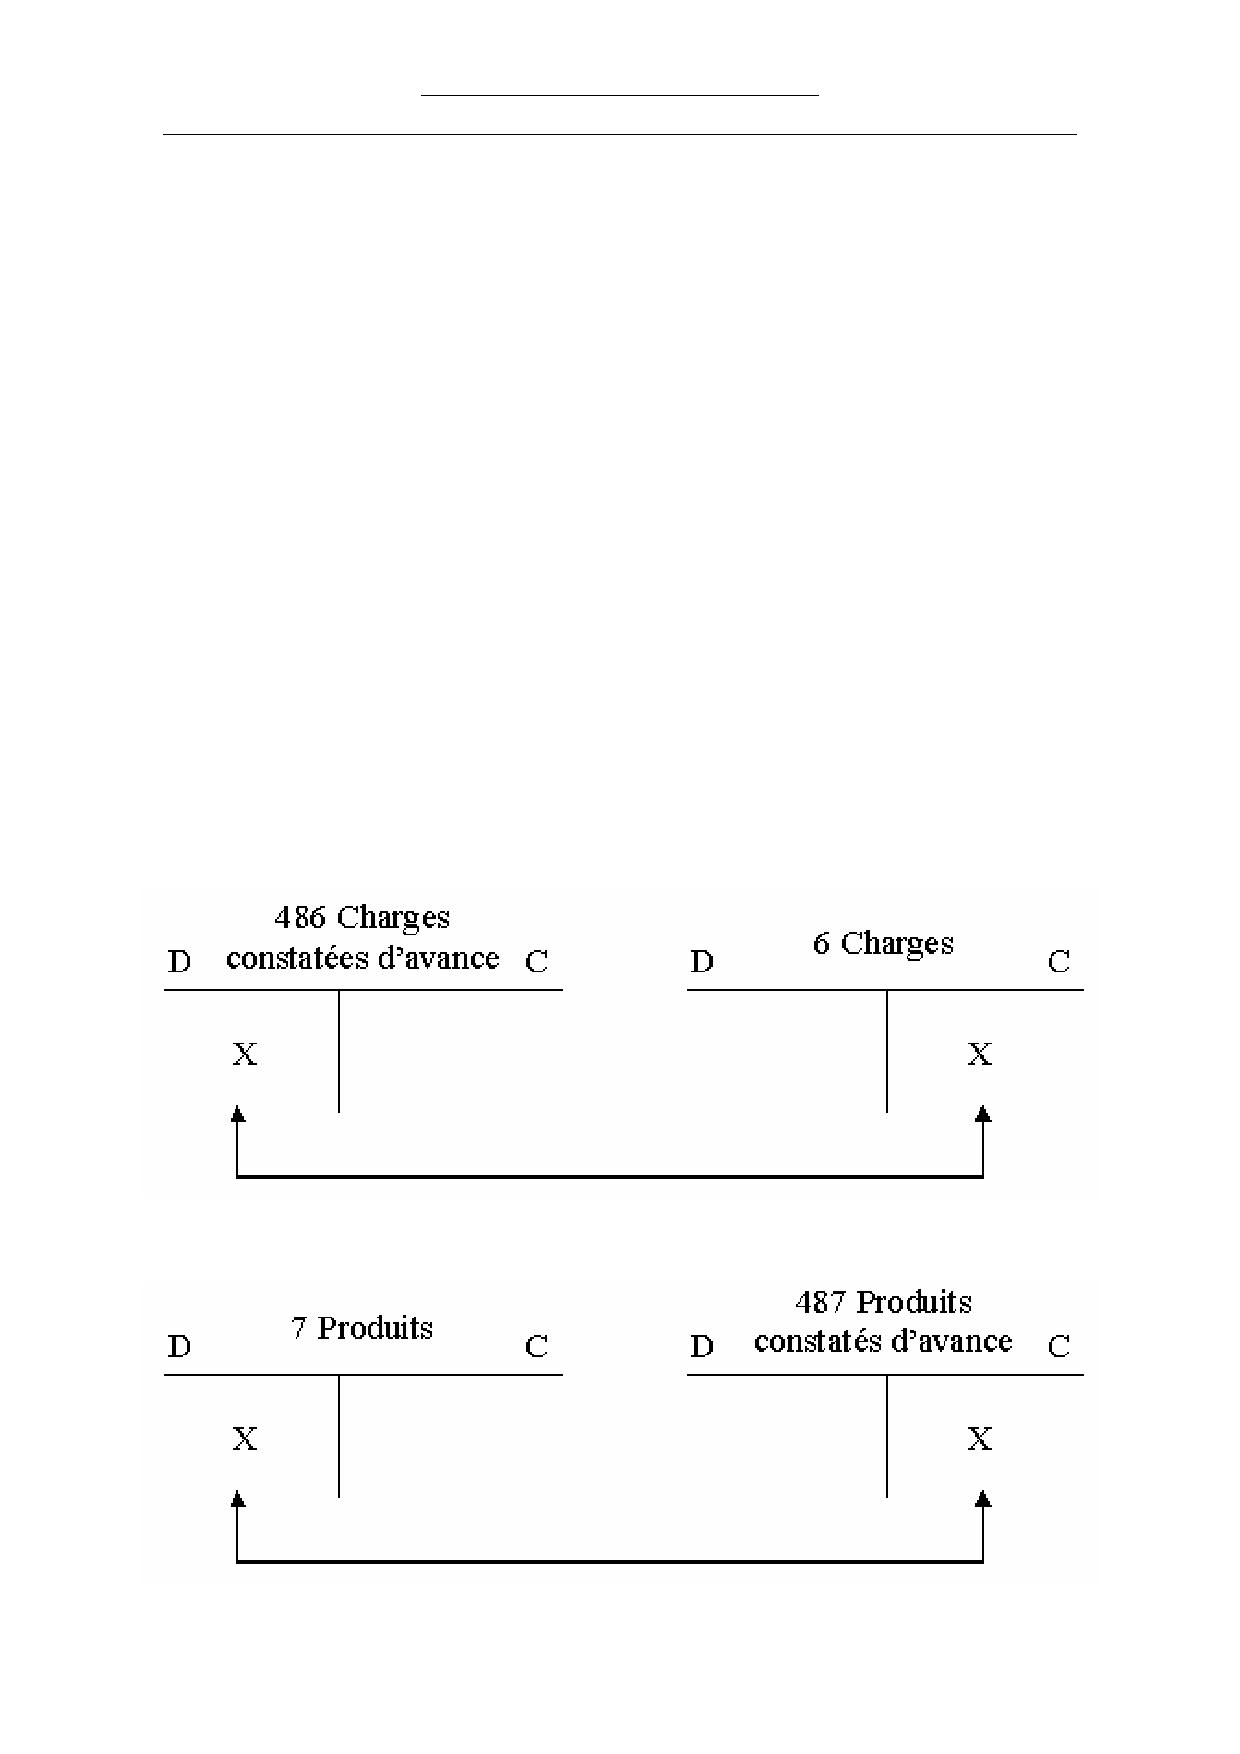 486 Charges
D constatées d’avance C
X
6 Charges
D C
X
7 Produits
D C
X
487 Produits
D constatés d’avance C
X